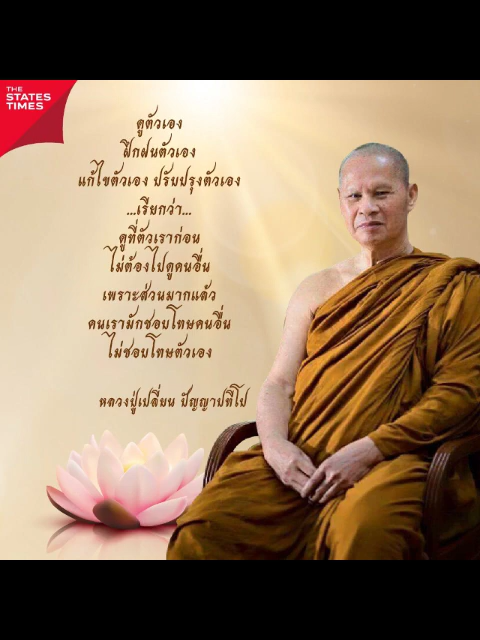 THE
STATES
TIMES
ดูตัวเอง
ฝึกฝนตัวเอง
แก้ไขตัวเอง ปรับปรุงตัวเอง
...เรียกว่า...
ดูที่ตัวเราก่อน
ไม่ต้องไปดูคนอื่น
เพราะส่วนมากแล้ว
คนเรามักชอบโทษคนอื่น
ไม่ชอบโทษตัวเอง
หลวงปู่เปลี่ยน ปัญญาปทีโป